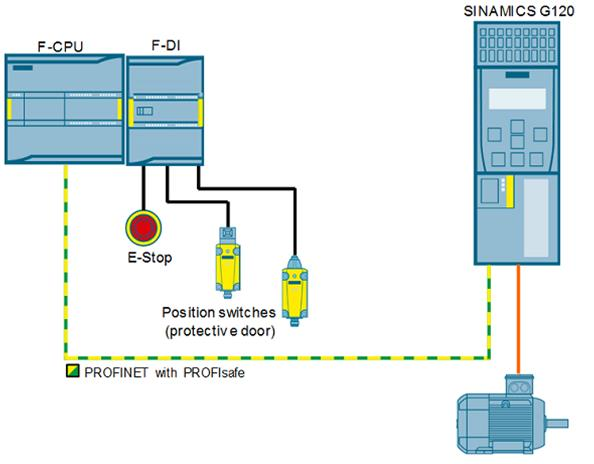 SINAMICS G120
F-CPU
F-DI
E-Stop
Position switches
(protective door)
PROFINET with PROFIsafe